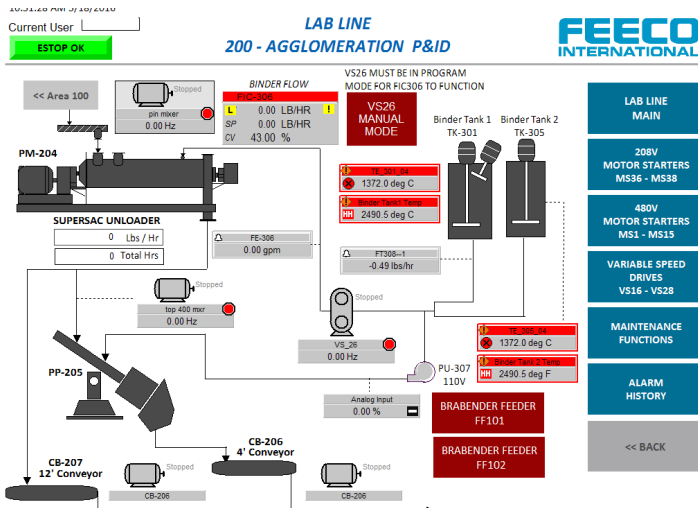 10:31:28 AM 5/18/2016
Current User
ESTOP OK
LAB LINE
200 - AGGLOMERATION P&ID
FEECO
INTERNATIONAL
<< Area 100
Stopped
pin mixer
0.00 Hz
BINDER FLOW
FIC-306
L 0.00 LB/HR !
SP 0.00 LB/HR
CV 43.00 %
VS26 MUST BE IN PROGRAM
MODE FOR FIC306 TO FUNCTION
VS26
MANUAL
MODE
Binder Tank 1
TK-301
Binder Tank 2
TK-305
PM-204
TE_301_04
1372.0 deg C
Binder Tank1 Temp
HH 2490.5 deg C
SUPERSAC UNLOADER
0 Lbs / Hr
0 Total Hrs
FE-306
0.00 gpm
FT308--1
-0.49 lbs/hr
Stopped
top 400 mxr
0.00 Hz
Stopped
VS_26
0.00 Hz
TE_305_04
1372.0 deg C
Binder Tank 2 Temp
HH 2490.5 deg F
PP-205
PU-307
110V
Analog Input
0.00 %
BRABENDER FEEDER
FF101
BRABENDER FEEDER
FF102
CB-206
4' Conveyor
CB-207
12' Conveyor
Stopped
CB-206
Stopped
CB-206
LAB LINE
MAIN
208V
MOTOR STARTERS
MS36 - MS38
480V
MOTOR STARTERS
MS1 - MS15
VARIABLE SPEED
DRIVES
VS16 - VS28
MAINTENANCE
FUNCTIONS
ALARM
HISTORY
<< BACK